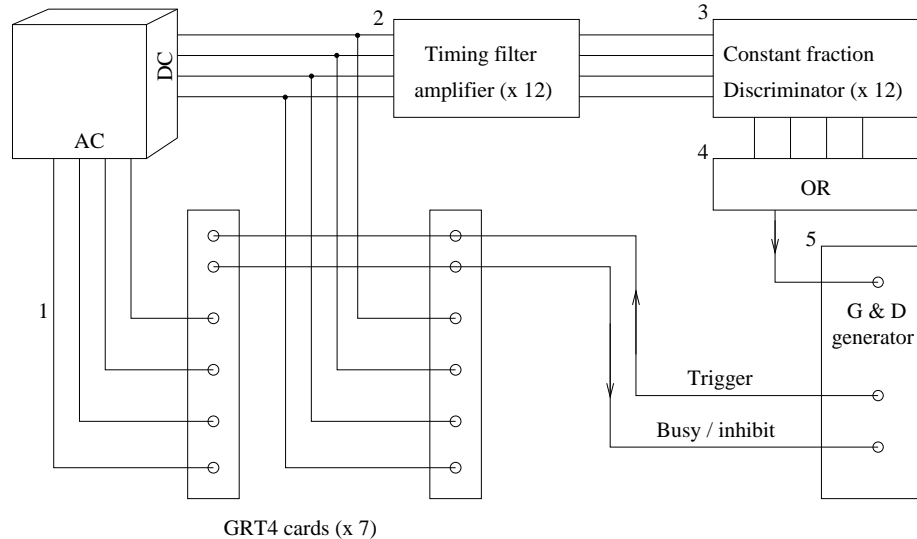 2
3
DC
AC
Timing filter
amplifier (x 12)
Constant fraction
Discriminator (x 12)
4
OR
5
1
G & D
generator
Trigger
Busy / inhibit
GRT4 cards (x 7)